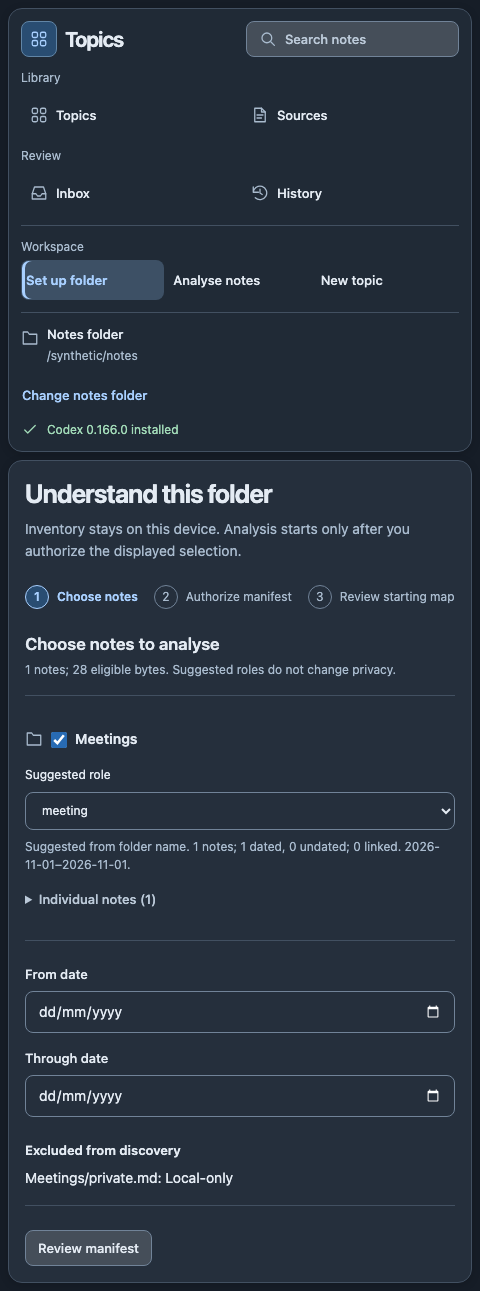 Topics
Search notes
Library
Topics
Sources
Review
Inbox
History
Workspace
Set up folder
Analyse notes
New topic
Notes folder
/synthetic/notes
Change notes folder
Codex 0.166.0 installed
Understand this folder
Inventory stays on this device. Analysis starts only after you
authorize the displayed selection.
1 Choose notes
2 Authorize manifest
3 Review starting map
Choose notes to analyse
1 notes; 28 eligible bytes. Suggested roles do not change privacy.
Meetings
Suggested role
meeting
Suggested from folder name. 1 notes; 1 dated, 0 undated; 0 linked. 2026-
11-01–2026-11-01.
Individual notes (1)
From date
dd/mm/yyyy
Through date
dd/mm/yyyy
Excluded from discovery
Meetings/private.md: Local-only
Review manifest